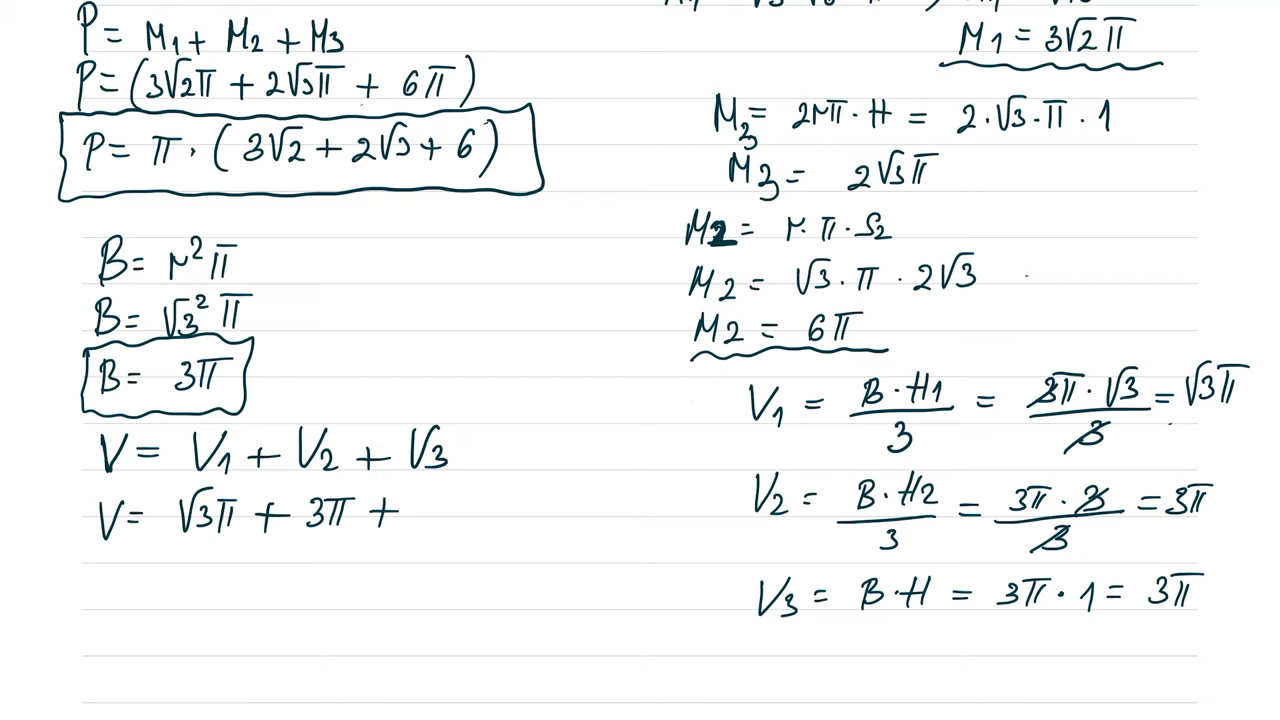 P = M1 + M2 + M3
P = (3√2π + 2√3π + 6π)
P = π · (3√2 + 2√3 + 6)
B = r²π
B = √3²π
B = 3π
V = V1 + V2 + V3
V = √3π + 3π +
M1 = 3√2π
M3 = 2rπ · H = 2 · √3 · π · 1
M3 = 2√3π
M2 = r · π · S2
M2 = √3 · π · 2√3
M2 = 6π
V1 = B · H1 / 3 = 3π · √3 / 3 = √3π
V2 = B · H2 / 3 = 3π · 3 / 3 = 3π
V3 = B · H = 3π · 1 = 3π